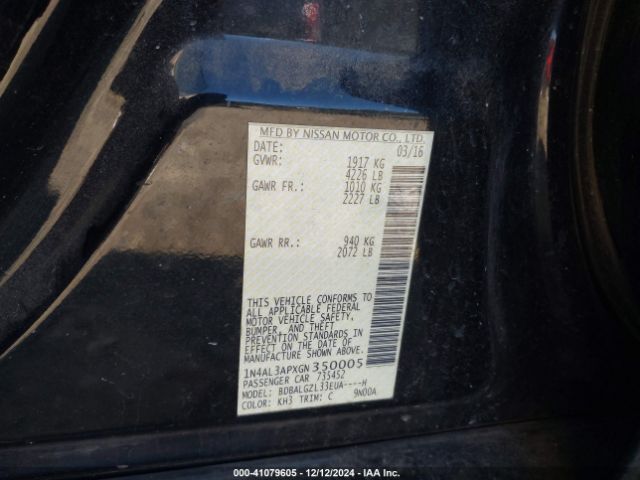 MFD BY NISSAN MOTOR CO., LTD.
DATE: 03/16
GVWR: 1917 KG
4226 LB
GAWR FR.: 1010 KG
2227 LB
GAWR RR.: 940 KG
2072 LB
THIS VEHICLE CONFORMS TO
ALL APPLICABLE FEDERAL
MOTOR VEHICLE SAFETY,
BUMPER, AND THEFT
PREVENTION STANDARDS IN
EFFECT ON THE DATE OF
MANUFACTURE SHOWN ABOVE.
1N4AL3APXGN350005
PASSENGER CAR 735452
MODEL: BDBALGZL33EUA----H
COLOR: KH3 TRIM: C 9N00A
000-41079605 - 12/12/2024 - IAA Inc.